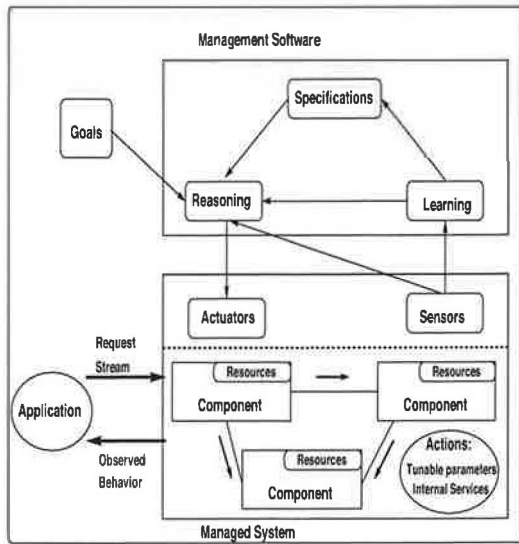 Management Software
Specifications
Goals
Reasoning
Learning
Actuators
Sensors
Request
Stream
Application
Observed
Behavior
Resources
Component
Resources
Component
Resources
Component
Actions:
Tunable parameters
Internal Services
Managed System